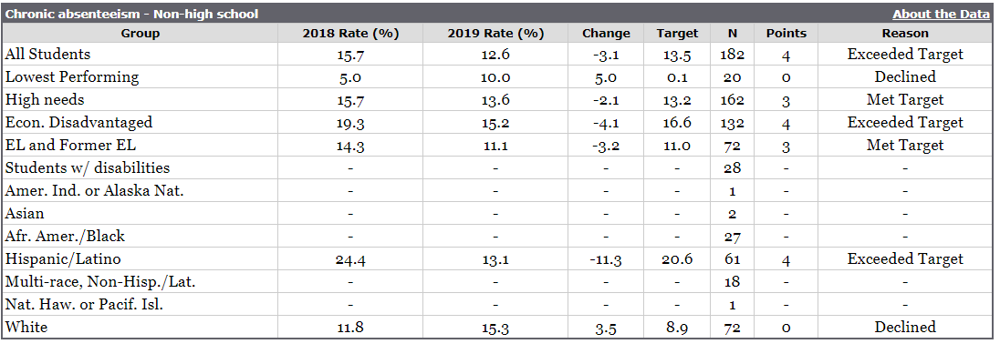 Chronic absenteeism - Non-high school About the Data
Group 2018 Rate (%) 2019 Rate (%) Change Target N Points Reason
All Students 15.7 12.6 -3.1 13.5 182 4 Exceeded Target
Lowest Performing 5.0 10.0 5.0 0.1 20 0 Declined
High needs 15.7 13.6 -2.1 13.2 162 3 Met Target
Econ. Disadvantaged 19.3 15.2 -4.1 16.6 132 4 Exceeded Target
EL and Former EL 14.3 11.1 -3.2 11.0 72 3 Met Target
Students w/ disabilities - - - - 28 - -
Amer. Ind. or Alaska Nat. - - - - 1 - -
Asian - - - - 2 - -
Afr. Amer./Black - - - - 27 - -
Hispanic/Latino 24.4 13.1 -11.3 20.6 61 4 Exceeded Target
Multi-race, Non-Hisp./Lat. - - - - 18 - -
Nat. Haw. or Pacif. Isl. - - - - 1 - -
White 11.8 15.3 3.5 8.9 72 0 Declined